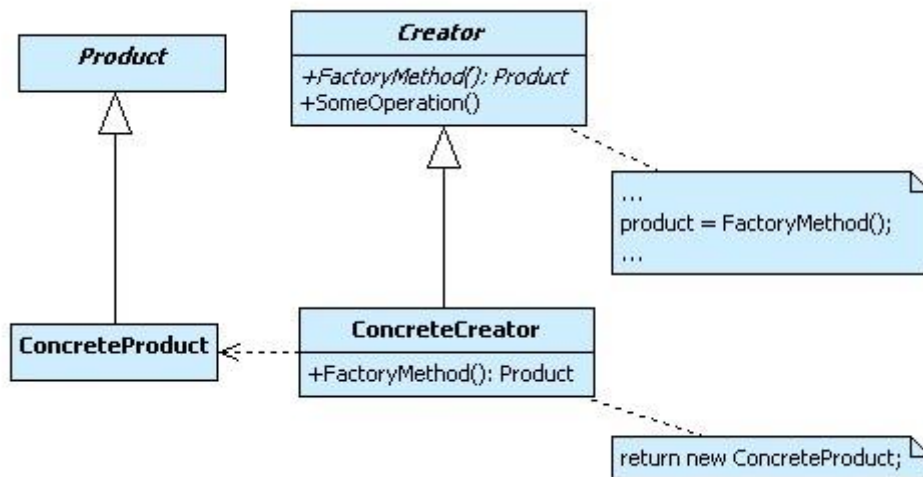 Product
Creator
+FactoryMethod(): Product
+SomeOperation()
...
product = FactoryMethod();
...
ConcreteProduct
ConcreteCreator
+FactoryMethod(): Product
return new ConcreteProduct;